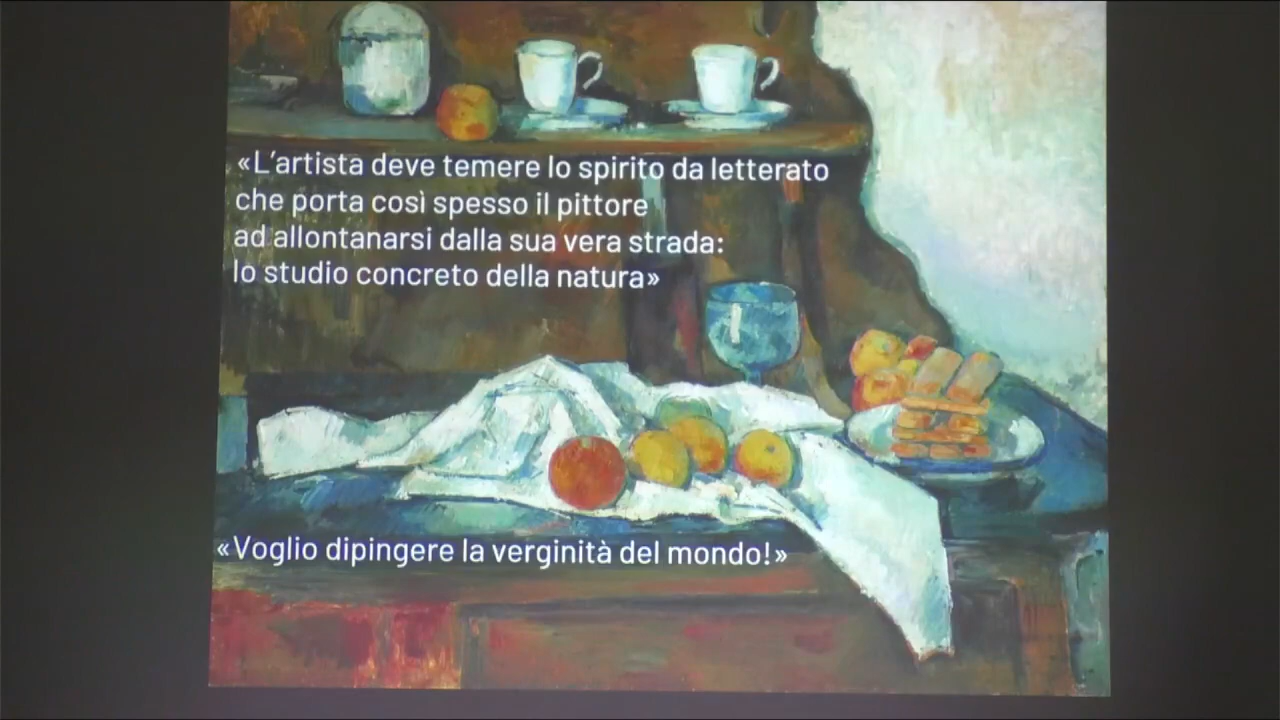 «L'artista deve temere lo spirito da letterato
che porta così spesso il pittore
ad allontanarsi dalla sua vera strada:
lo studio concreto della natura»
«Voglio dipingere la verginità del mondo!»